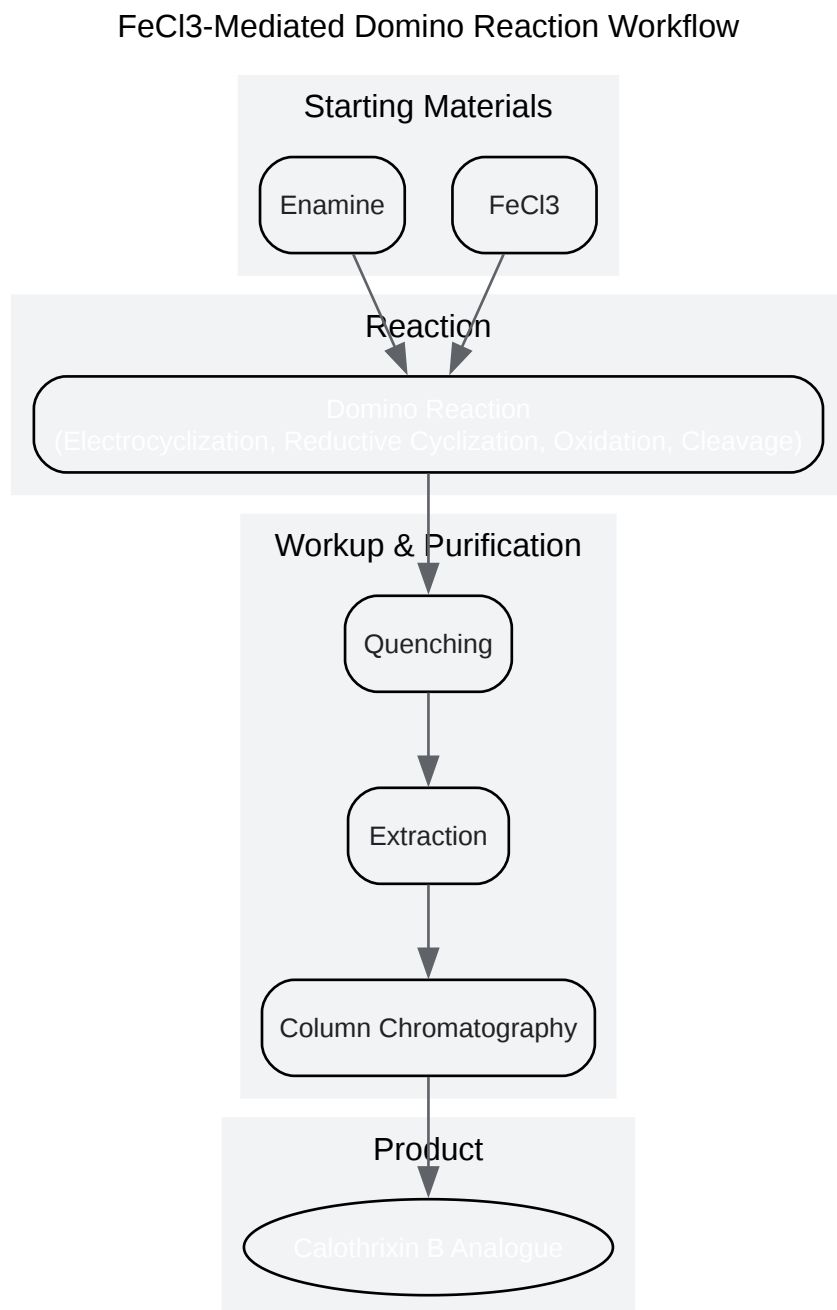 FeCl3-Mediated Domino Reaction Workflow
Starting Materials
Enamine
FeCl3
Reaction
Domino Reaction
(Electrocyclization, Reductive Cyclization, Oxidation, Cleavage)
Workup & Purification
Quenching
Extraction
Column Chromatography
Product
Calothrixin B Analogue